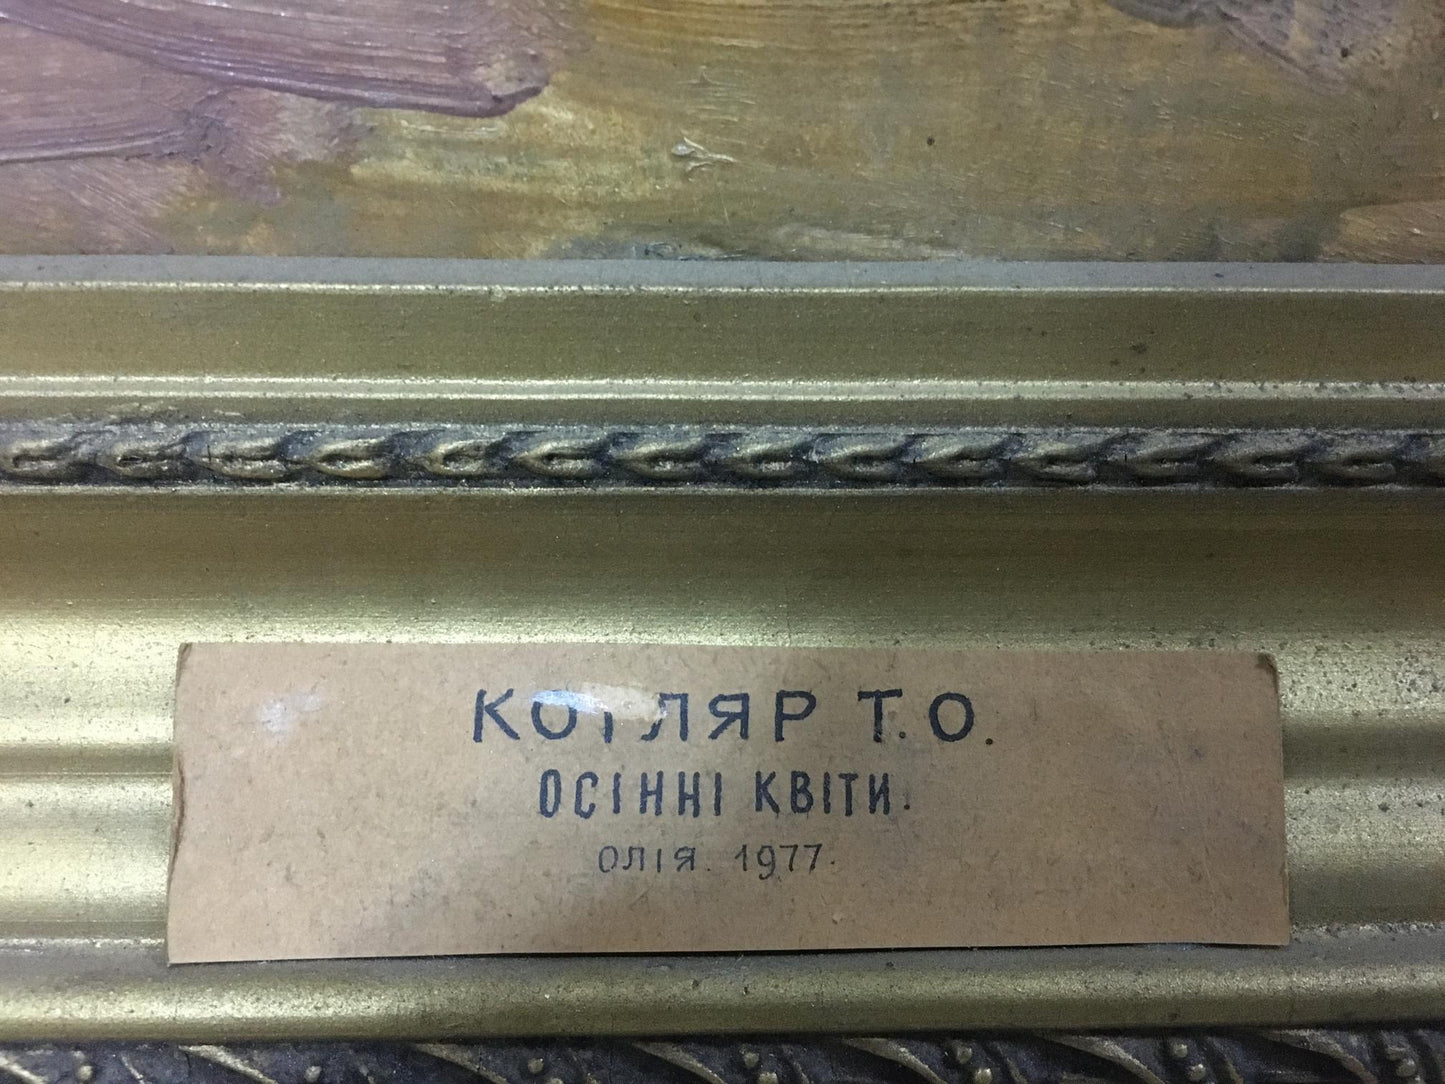 КОТЛЯР Т.О.
ОСІННІ КВІТИ.
ОЛІЯ. 1977.